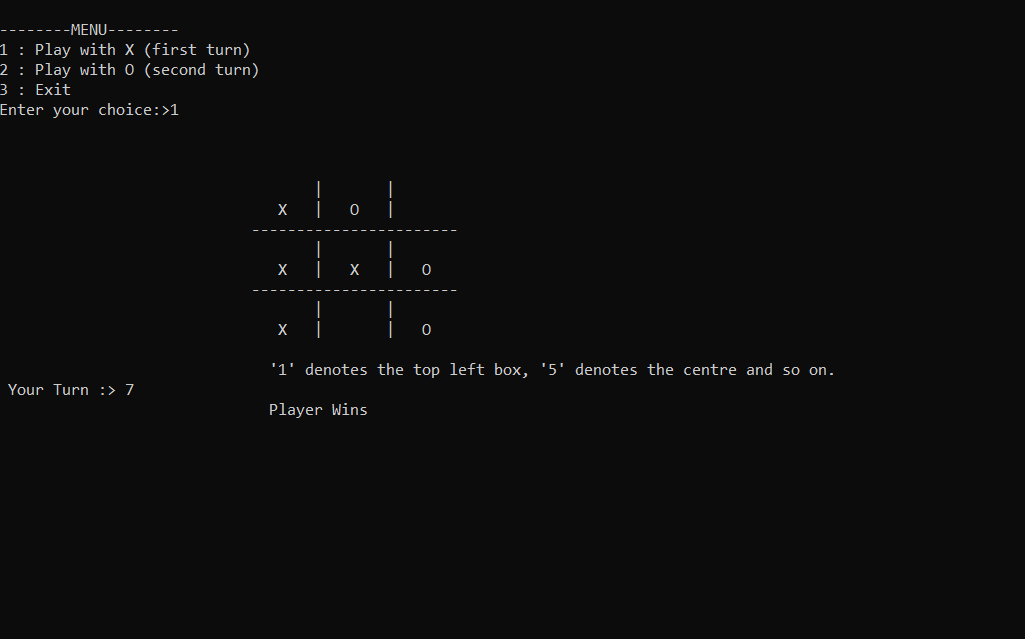 --------MENU--------
1 : Play with X (first turn)
2 : Play with O (second turn)
3 : Exit
Enter your choice:>1
| |
X | O |
-----------------------
| |
X | X | O
-----------------------
| |
X | | O
'1' denotes the top left box, '5' denotes the centre and so on.
Your Turn :> 7
Player Wins